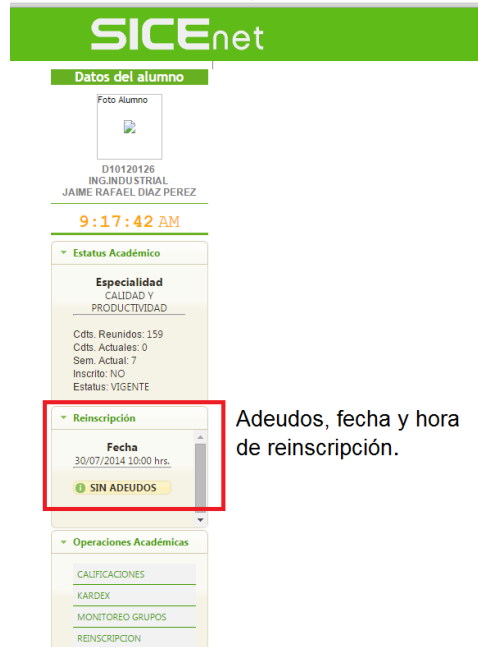 SICEnet
Datos del alumno
Foto Alumno
D10120126
ING.INDUSTRIAL
JAIME RAFAEL DIAZ PEREZ
9:17:42 AM
Estatus Académico
Especialidad
CALIDAD Y
PRODUCTIVIDAD
Cdts. Reunidos: 159
Cdts. Actuales: 0
Sem. Actual: 7
Inscrito: NO
Estatus: VIGENTE
Reinscripción
Fecha
30/07/2014 10:00 hrs.
SIN ADEUDOS
Adeudos, fecha y hora
de reinscripción.
Operaciones Académicas
CALIFICACIONES
KARDEX
MONITOREO GRUPOS
REINSCRIPCION